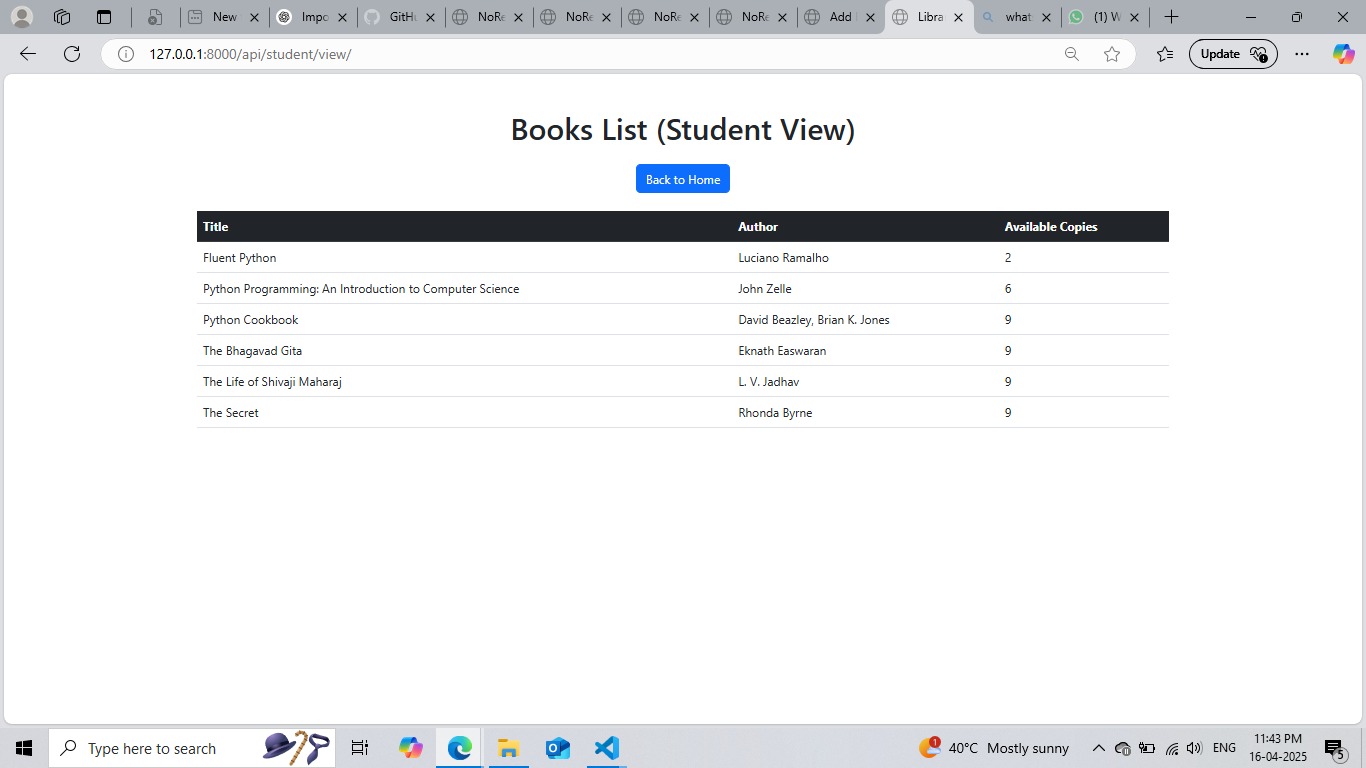 New
Impo
GitHu
NoRe
NoRe
NoRe
NoRe
Add
Libra
what
(1) W
127.0.0.1:8000/api/student/view/
Update
Books List (Student View)
Back to Home
Title Author Available Copies
Fluent Python Luciano Ramalho 2
Python Programming: An Introduction to Computer Science John Zelle 6
Python Cookbook David Beazley, Brian K. Jones 9
The Bhagavad Gita Eknath Easwaran 9
The Life of Shivaji Maharaj L. V. Jadhav 9
The Secret Rhonda Byrne 9
Type here to search
1
40°C Mostly sunny
ENG
11:43 PM
16-04-2025
5